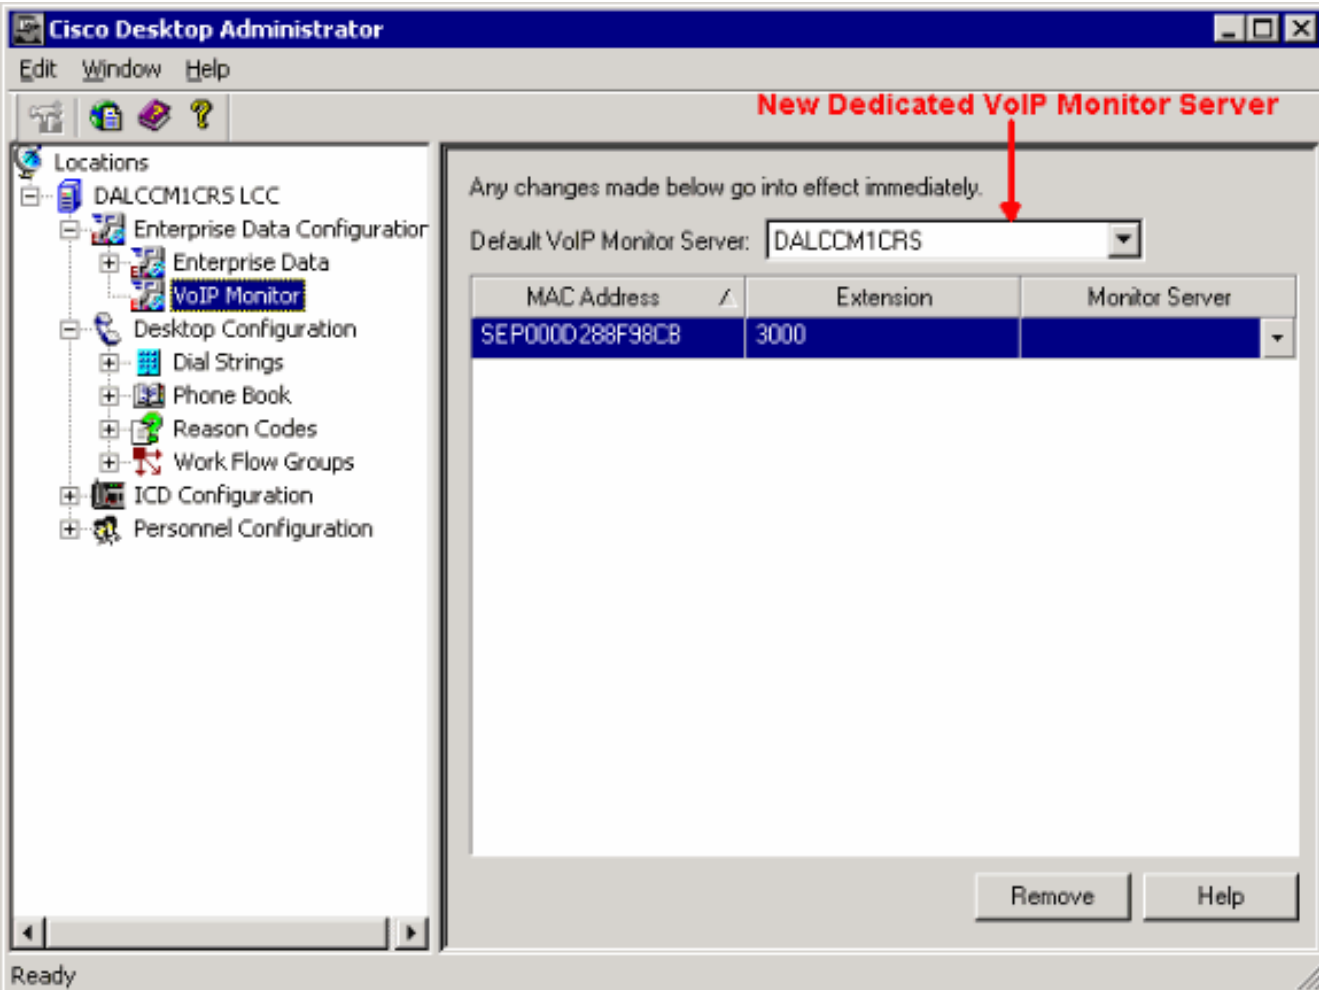 Cisco Desktop Administrator
Edit Window Help
New Dedicated VoIP Monitor Server
Locations
DALCCM1CRS LCC
Enterprise Data Configuration
Enterprise Data
VoIP Monitor
Desktop Configuration
Dial Strings
Phone Book
Reason Codes
Work Flow Groups
ICD Configuration
Personnel Configuration
Any changes made below go into effect immediately.
Default VoIP Monitor Server: DALCCM1CRS
MAC Address Extension Monitor Server
SEP000D288F98CB 3000
Remove Help
Ready